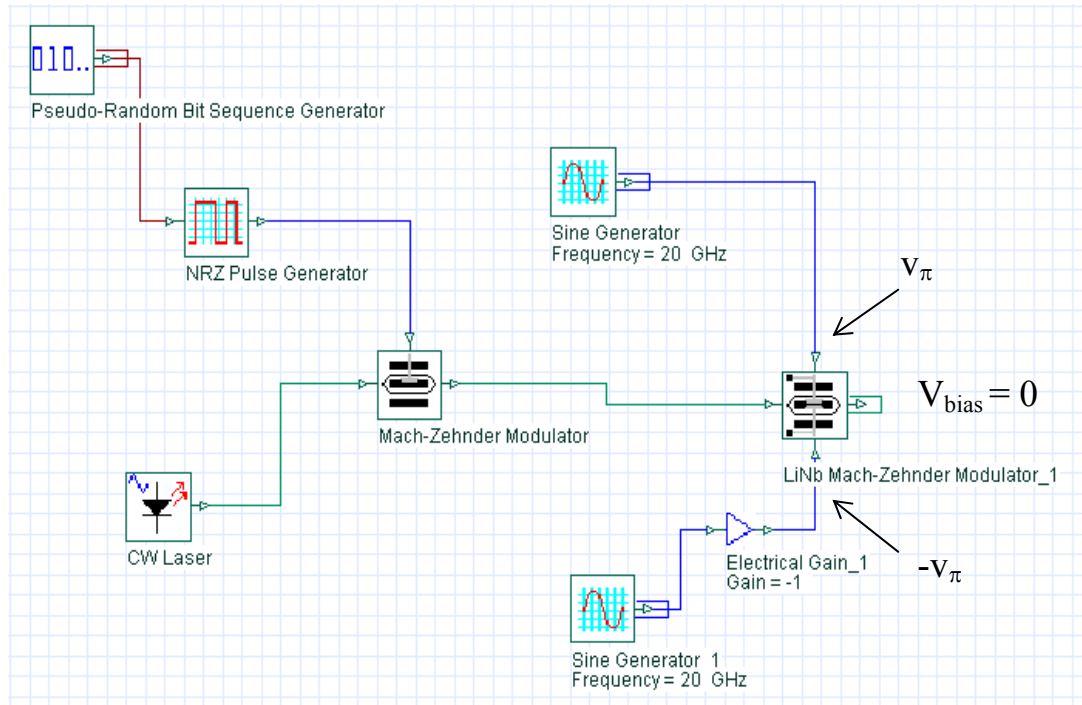 010..
Pseudo-Random Bit Sequence Generator
NRZ Pulse Generator
Sine Generator
Frequency = 20 GHz
vπ
Mach-Zehnder Modulator
Vbias = 0
LiNb Mach-Zehnder Modulator_1
CW Laser
Electrical Gain_1
Gain = -1
-vπ
Sine Generator 1
Frequency = 20 GHz